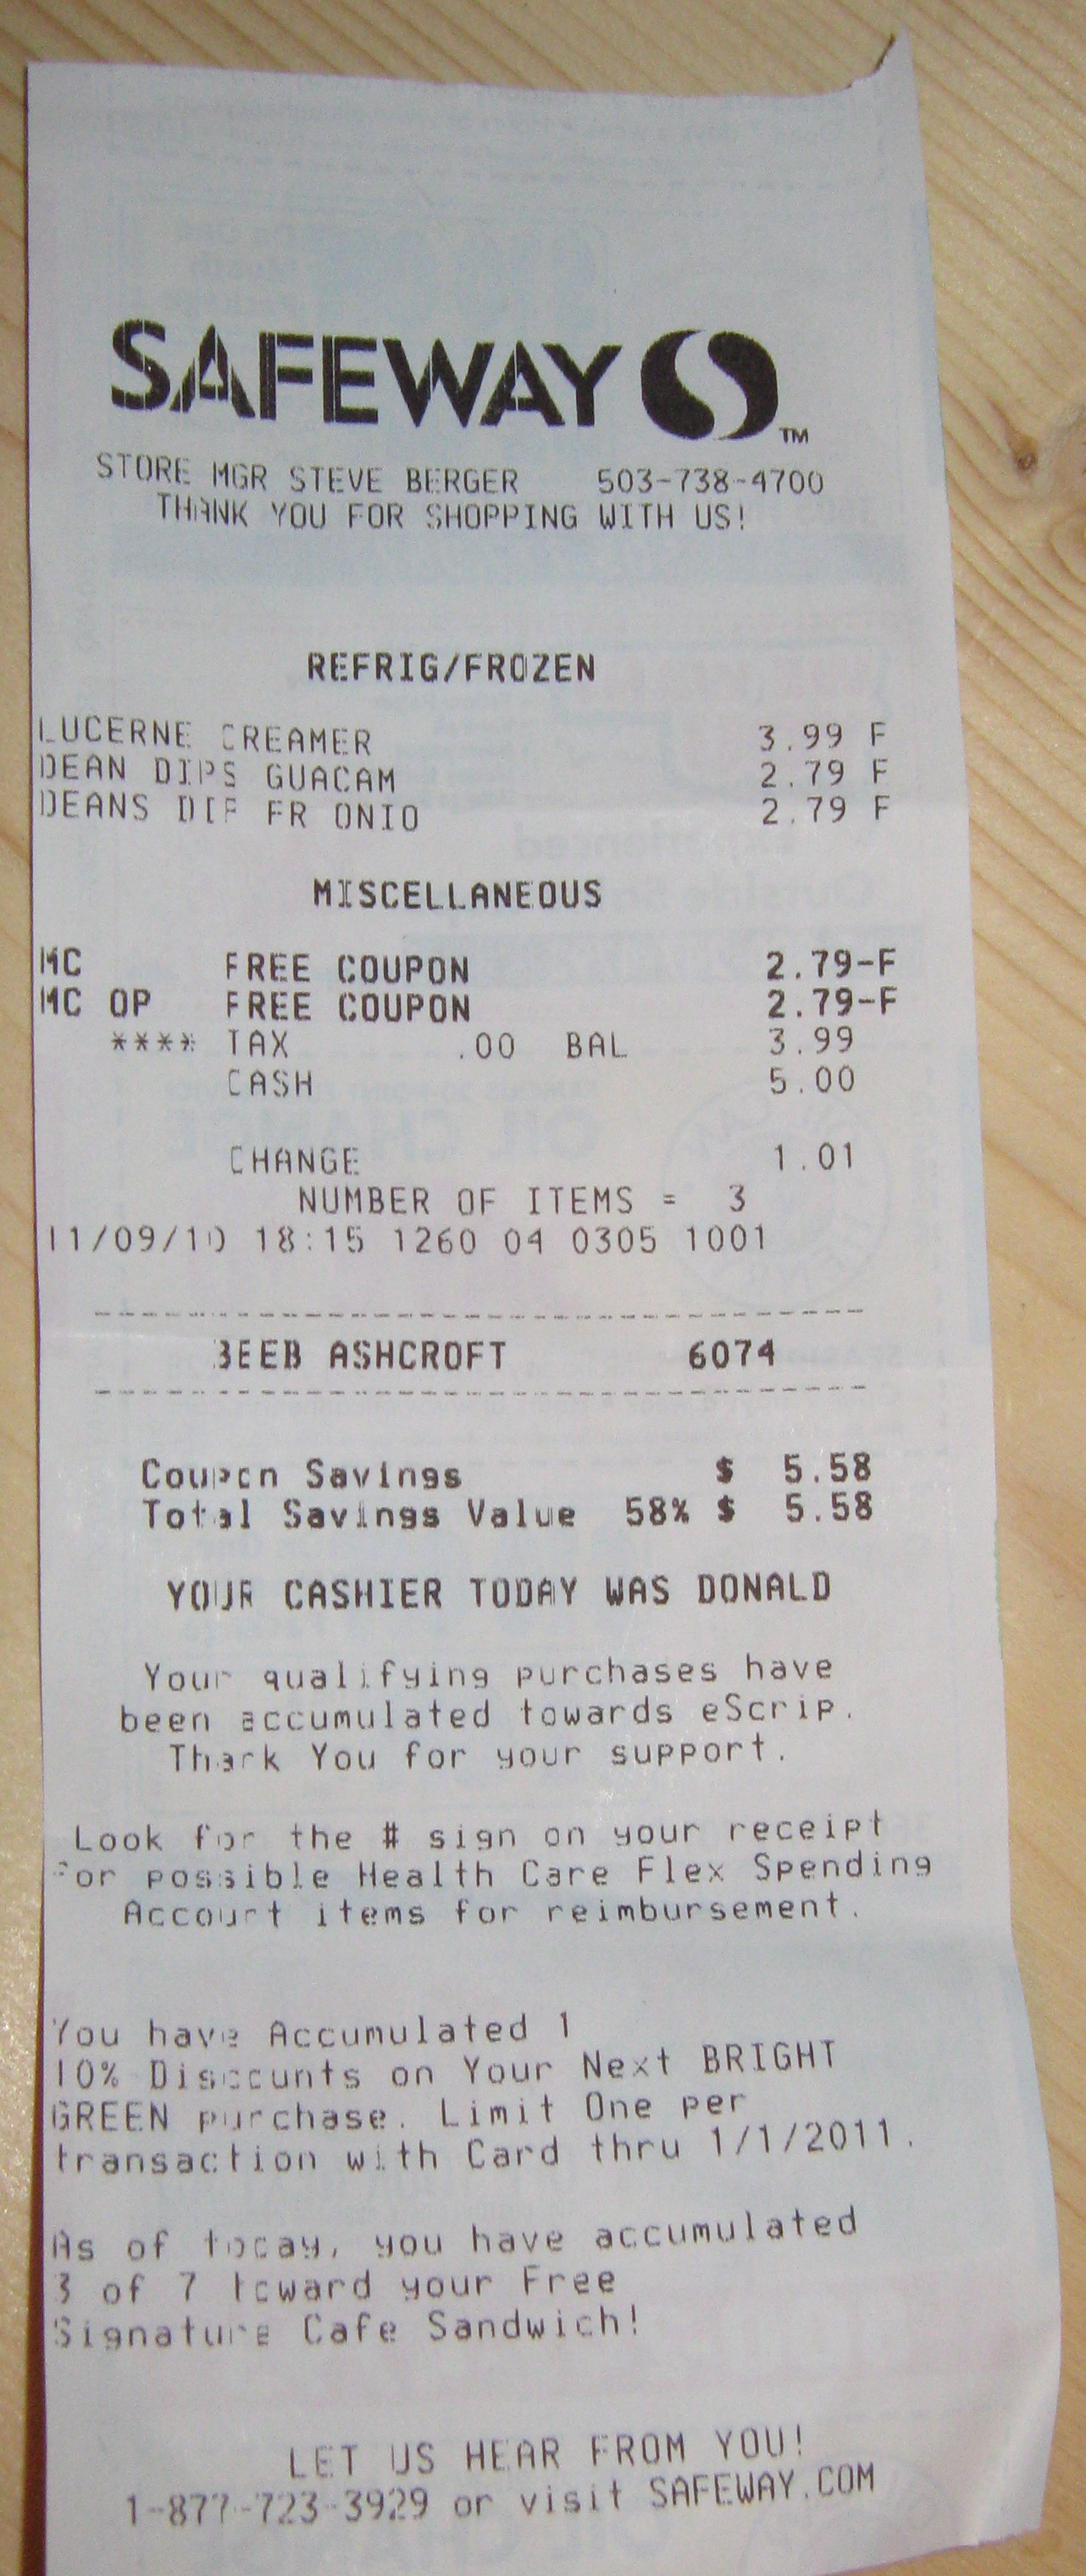 SAFEWAY TM
STORE MGR STEVE BERGER 503-738-4700
THANK YOU FOR SHOPPING WITH US!
REFRIG/FROZEN
LUCERNE CREAMER 3.99 F
DEAN DIPS GUACAM 2.79 F
DEANS DIP FR ONIO 2.79 F
MISCELLANEOUS
MC FREE COUPON 2.79-F
MC OP FREE COUPON 2.79-F
**** TAX .00 BAL 3.99
CASH 5.00
CHANGE 1.01
NUMBER OF ITEMS = 3
11/09/10 18:15 1260 04 0305 1001
BEEB ASHCROFT 6074
Coupon Savings $ 5.58
Total Savings Value 58% $ 5.58
YOUR CASHIER TODAY WAS DONALD
Your qualifying purchases have
been accumulated towards eScrip.
Thank You for your support.
Look for the # sign on your receipt
for possible Health Care Flex Spending
Account items for reimbursement.
You have Accumulated 1
10% Discounts on Your Next BRIGHT
GREEN purchase. Limit One per
transaction with Card thru 1/1/2011.
As of today, you have accumulated
3 of 7 toward your Free
Signature Cafe Sandwich!
LET US HEAR FROM YOU!
1-877-723-3929 or visit SAFEWAY.COM